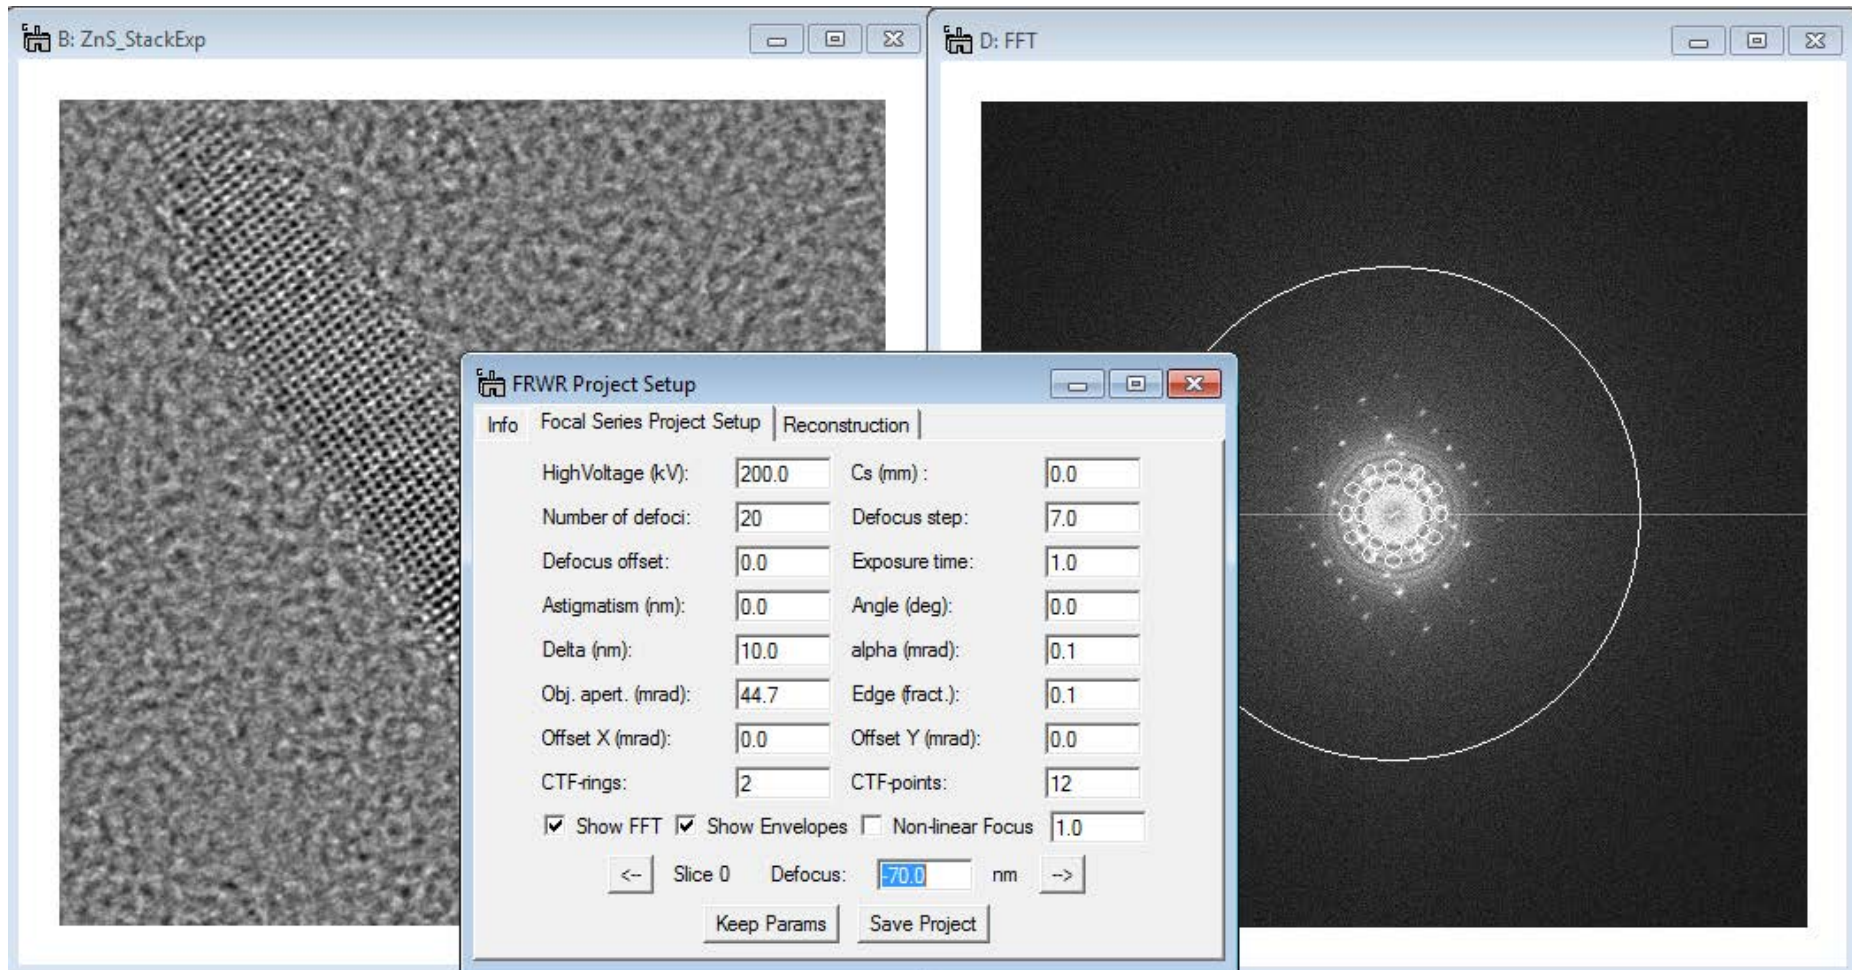 B: ZnS_StackExp
D: FFT
FRWR Project Setup
Info Focal Series Project Setup Reconstruction
HighVoltage (kV): 200.0 Cs (mm) : 0.0
Number of defoci: 20 Defocus step: 7.0
Defocus offset: 0.0 Exposure time: 1.0
Astigmatism (nm): 0.0 Angle (deg): 0.0
Delta (nm): 10.0 alpha (mrad): 0.1
Obj. apert. (mrad): 44.7 Edge (fract.): 0.1
Offset X (mrad): 0.0 Offset Y (mrad): 0.0
CTF-rings: 2 CTF-points: 12
Show FFT Show Envelopes Non-linear Focus 1.0
<-- Slice 0 Defocus: -70.0 nm -->
Keep Params Save Project